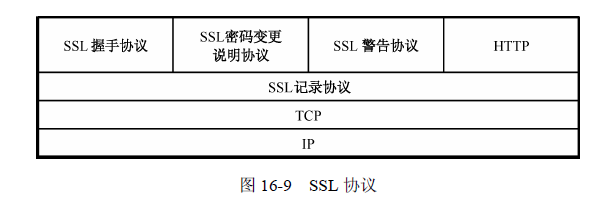 SSL 握手协议
SSL密码变更
说明协议
SSL 警告协议
HTTP
SSL记录协议
TCP
IP
图 16-9 SSL 协议